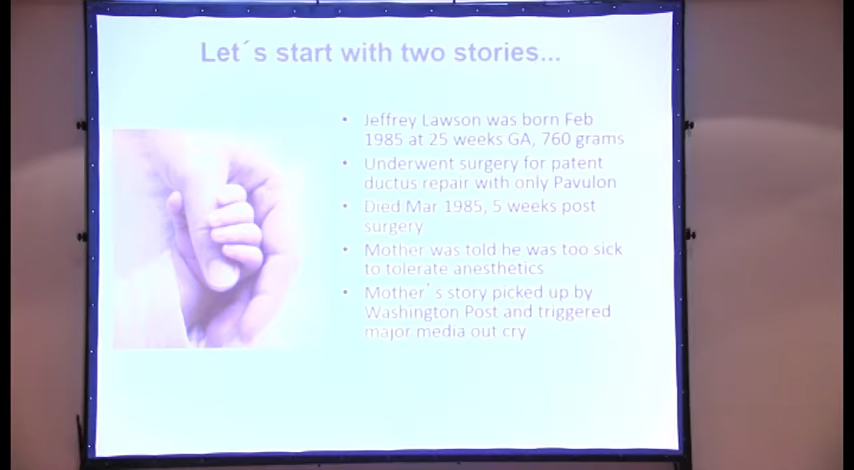 Let´s start with two stories...
• Jeffrey Lawson was born Feb
1985 at 25 weeks GA, 760 grams
• Underwent surgery for patent
ductus repair with only Pavulon
• Died Mar 1985, 5 weeks post
surgery
• Mother was told he was too sick
to tolerate anesthetics
• Mother´s story picked up by
Washington Post and triggered
major media out cry